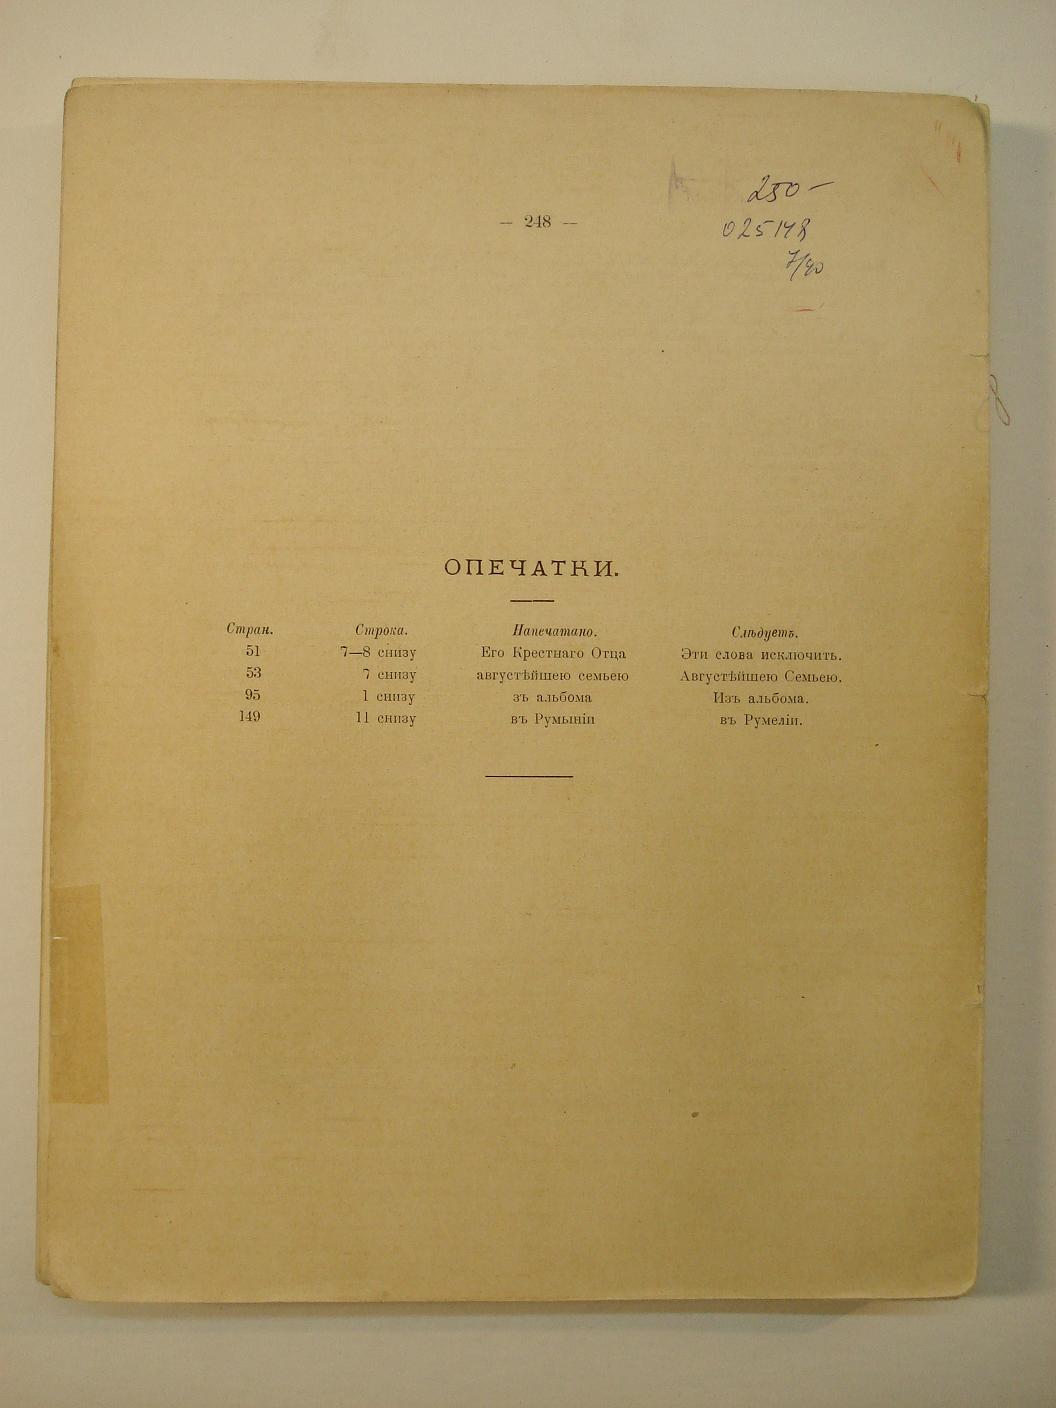 250 —
— 248 —
025148
7/90
ОПЕЧАТКИ.
Стран. Строка. Напечатано. Слѣдуетъ.
51 7—8 снизу Его Крестнаго Отца Эти слова исключить.
53 7 снизу августѣйшею семьею Августѣйшею Семьею.
95 1 снизу зъ альбома Изъ альбома.
149 11 снизу въ Румыніи въ Румеліи.